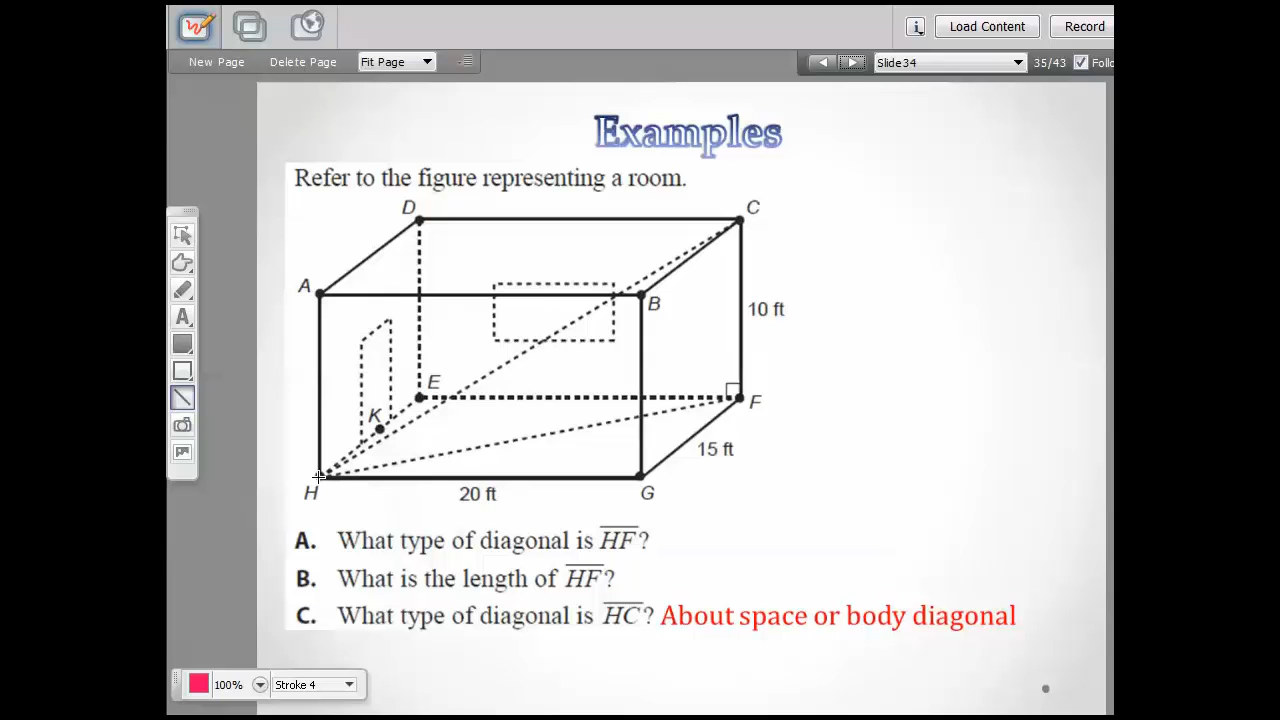 Load Content
Record
New Page
Delete Page
Fit Page
Slide34
35/43
Examples
Refer to the figure representing a room.
D
C
A
B
10 ft
E
K
F
15 ft
H
20 ft
G
A. What type of diagonal is HF?
B. What is the length of HF?
C. What type of diagonal is HC? About space or body diagonal
100%
Stroke 4